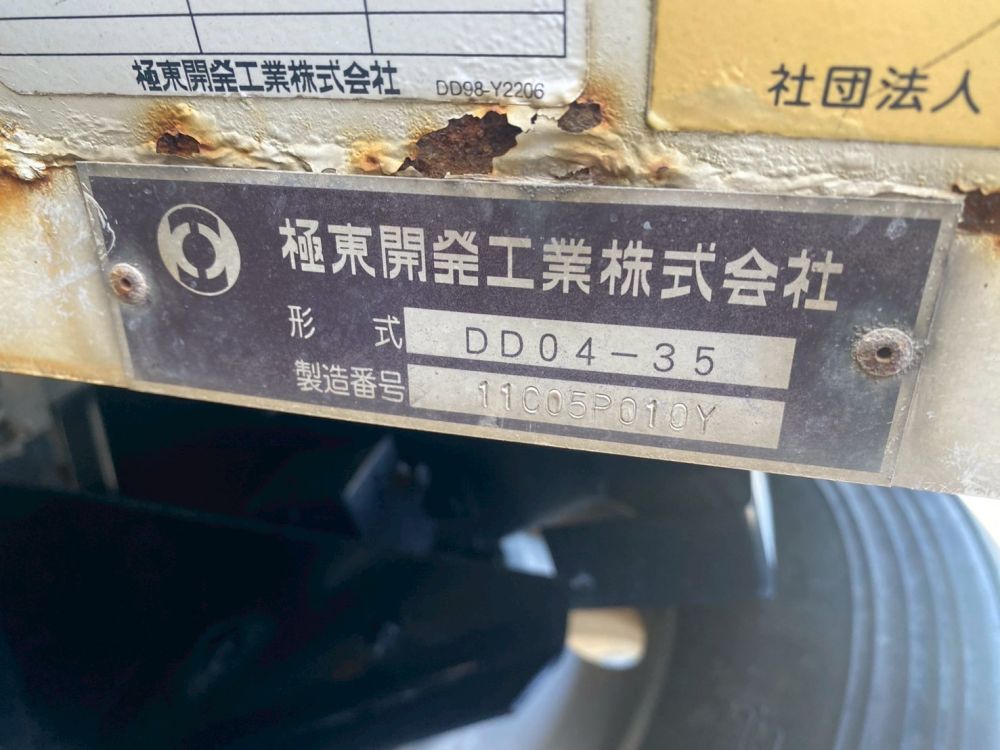 極東開発工業株式会社
DD98-Y2206
社団法人
極東開発工業株式会社
形 式 DD04-35
製造番号 11C05P010Y